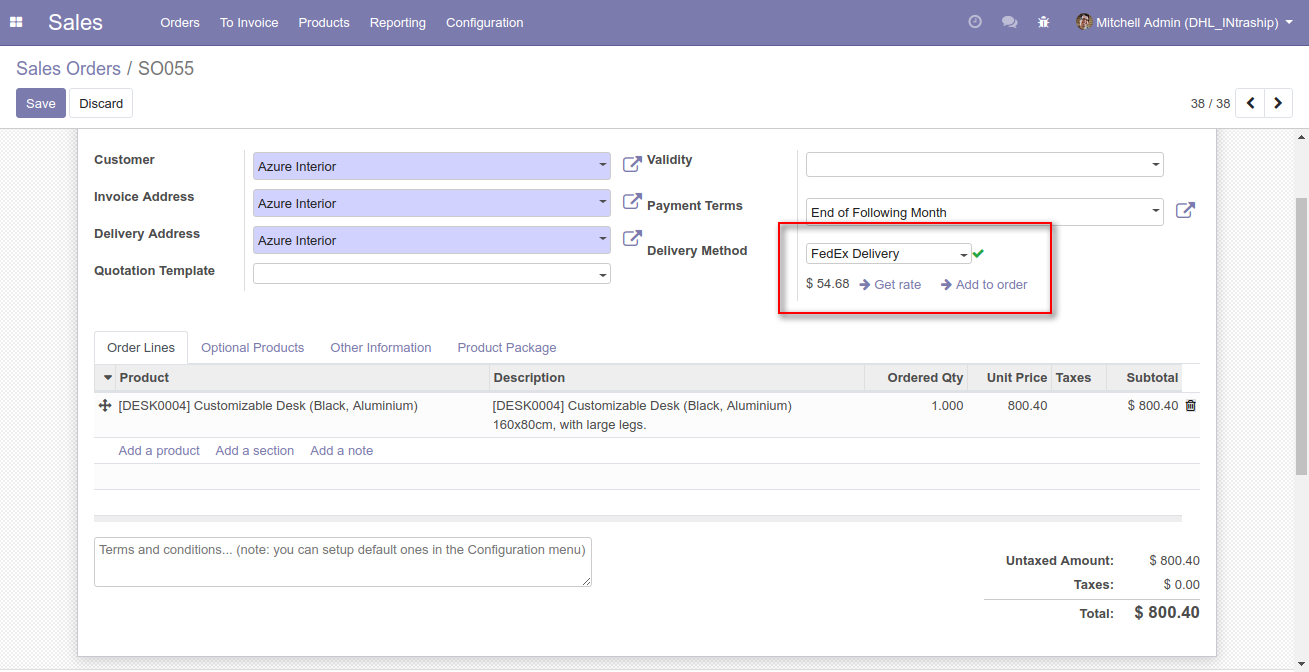 Sales Orders To Invoice Products Reporting Configuration Mitchell Admin (DHL_INtraship)
Sales Orders / SO055
Save Discard 38 / 38
Customer Azure Interior Validity
Invoice Address Azure Interior Payment Terms End of Following Month
Delivery Address Azure Interior Delivery Method FedEx Delivery
Quotation Template $ 54.68 Get rate Add to order
Order Lines Optional Products Other Information Product Package
Product Description Ordered Qty Unit Price Taxes Subtotal
[DESK0004] Customizable Desk (Black, Aluminium) [DESK0004] Customizable Desk (Black, Aluminium) 1.000 800.40 $ 800.40
160x80cm, with large legs.
Add a product Add a section Add a note
Terms and conditions... (note: you can setup default ones in the Configuration menu)
Untaxed Amount: $ 800.40
Taxes: $ 0.00
Total: $ 800.40